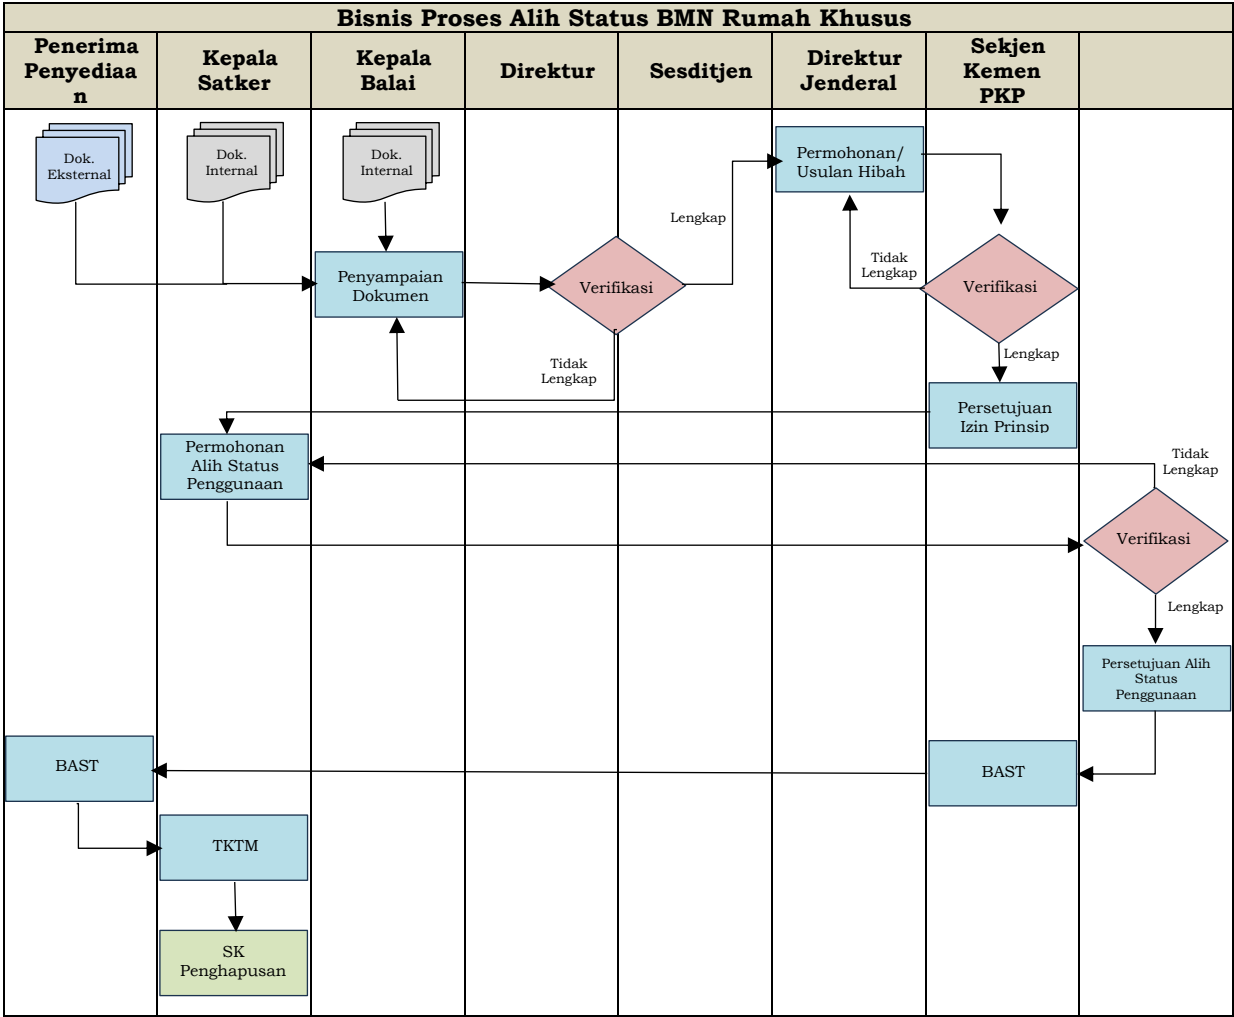 Bisnis Proses Alih Status BMN Rumah Khusus
Penerima
Penyediaa
n
Kepala
Satker
Kepala
Balai
Direktur
Sesditjen
Direktur
Jenderal
Sekjen
Kemen
PKP
Dok.
Eksternal
Dok.
Internal
Dok.
Internal
Permohonan/
Usulan Hibah
Lengkap
Penyampaian
Dokumen
Verifikasi
Tidak
Lengkap
Verifikasi
Tidak
Lengkap
Lengkap
Persetujuan
Izin Prinsip
Permohonan
Alih Status
Penggunaan
Tidak
Lengkap
Verifikasi
Lengkap
Persetujuan Alih
Status
Penggunaan
BAST
BAST
TKTM
SK
Penghapusan